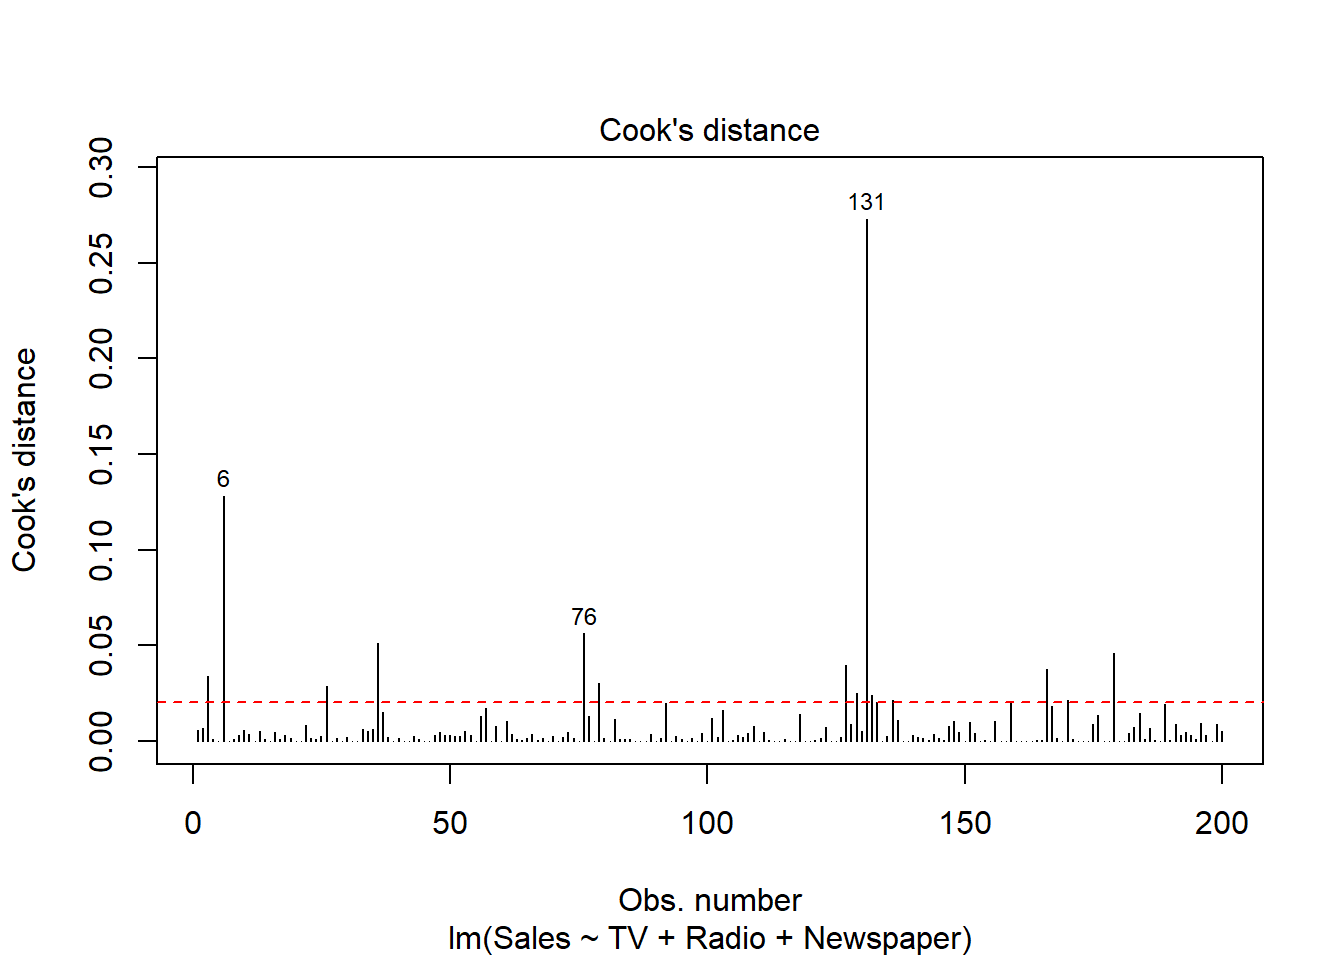 Cook's distance
0.30
0.25
0.20
0.15
0.10
0.05
0.00
Cook's distance
131
6
76
0 50 100 150 200
Obs. number
lm(Sales ~ TV + Radio + Newspaper)